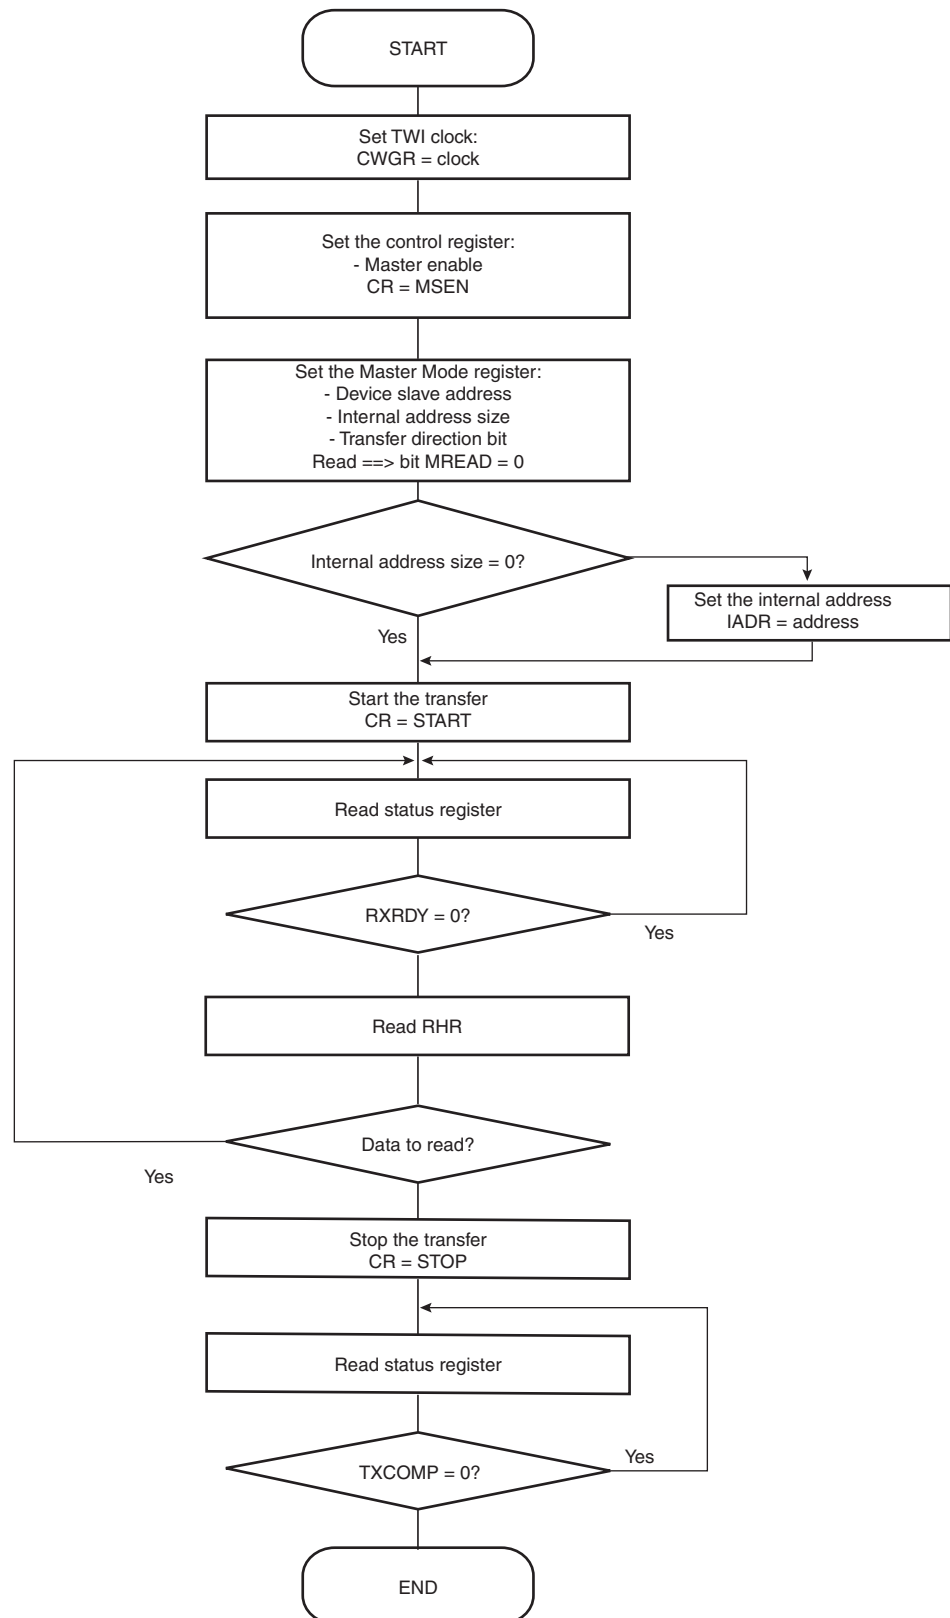 START
Set TWI clock:
CWGR = clock
Set the control register:
- Master enable
CR = MSEN
Set the Master Mode register:
- Device slave address
- Internal address size
- Transfer direction bit
Read ==> bit MREAD = 0
Internal address size = 0?
Set the internal address
IADR = address
Yes
Start the transfer
CR = START
Read status register
RXRDY = 0?
Yes
Read RHR
Data to read?
Yes
Stop the transfer
CR = STOP
Read status register
TXCOMP = 0?
Yes
END